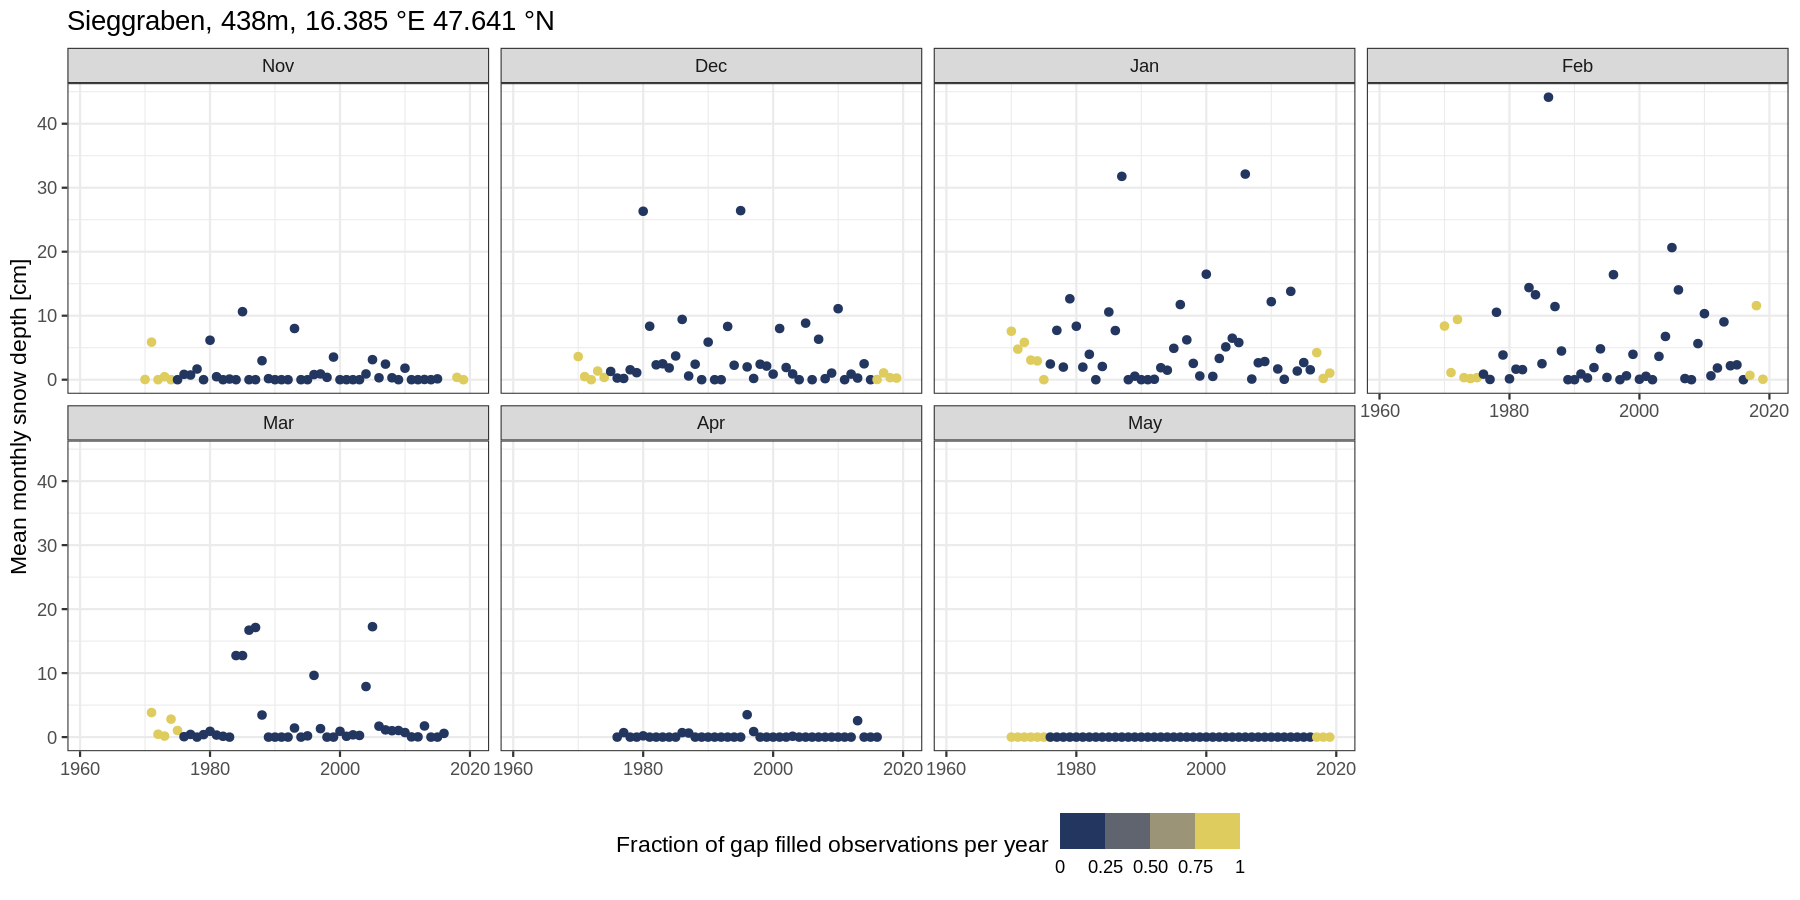 Sieggraben, 438m, 16.385 °E 47.641 °N
Nov Dec Jan Feb
40
30
20
10
0
1960 1980 2000 2020
Mean monthly snow depth [cm]
Mar Apr May
40
30
20
10
0
1960 1980 2000 2020 1960 1980 2000 2020 1960 1980 2000 2020
Fraction of gap filled observations per year
0 0.25 0.50 0.75 1